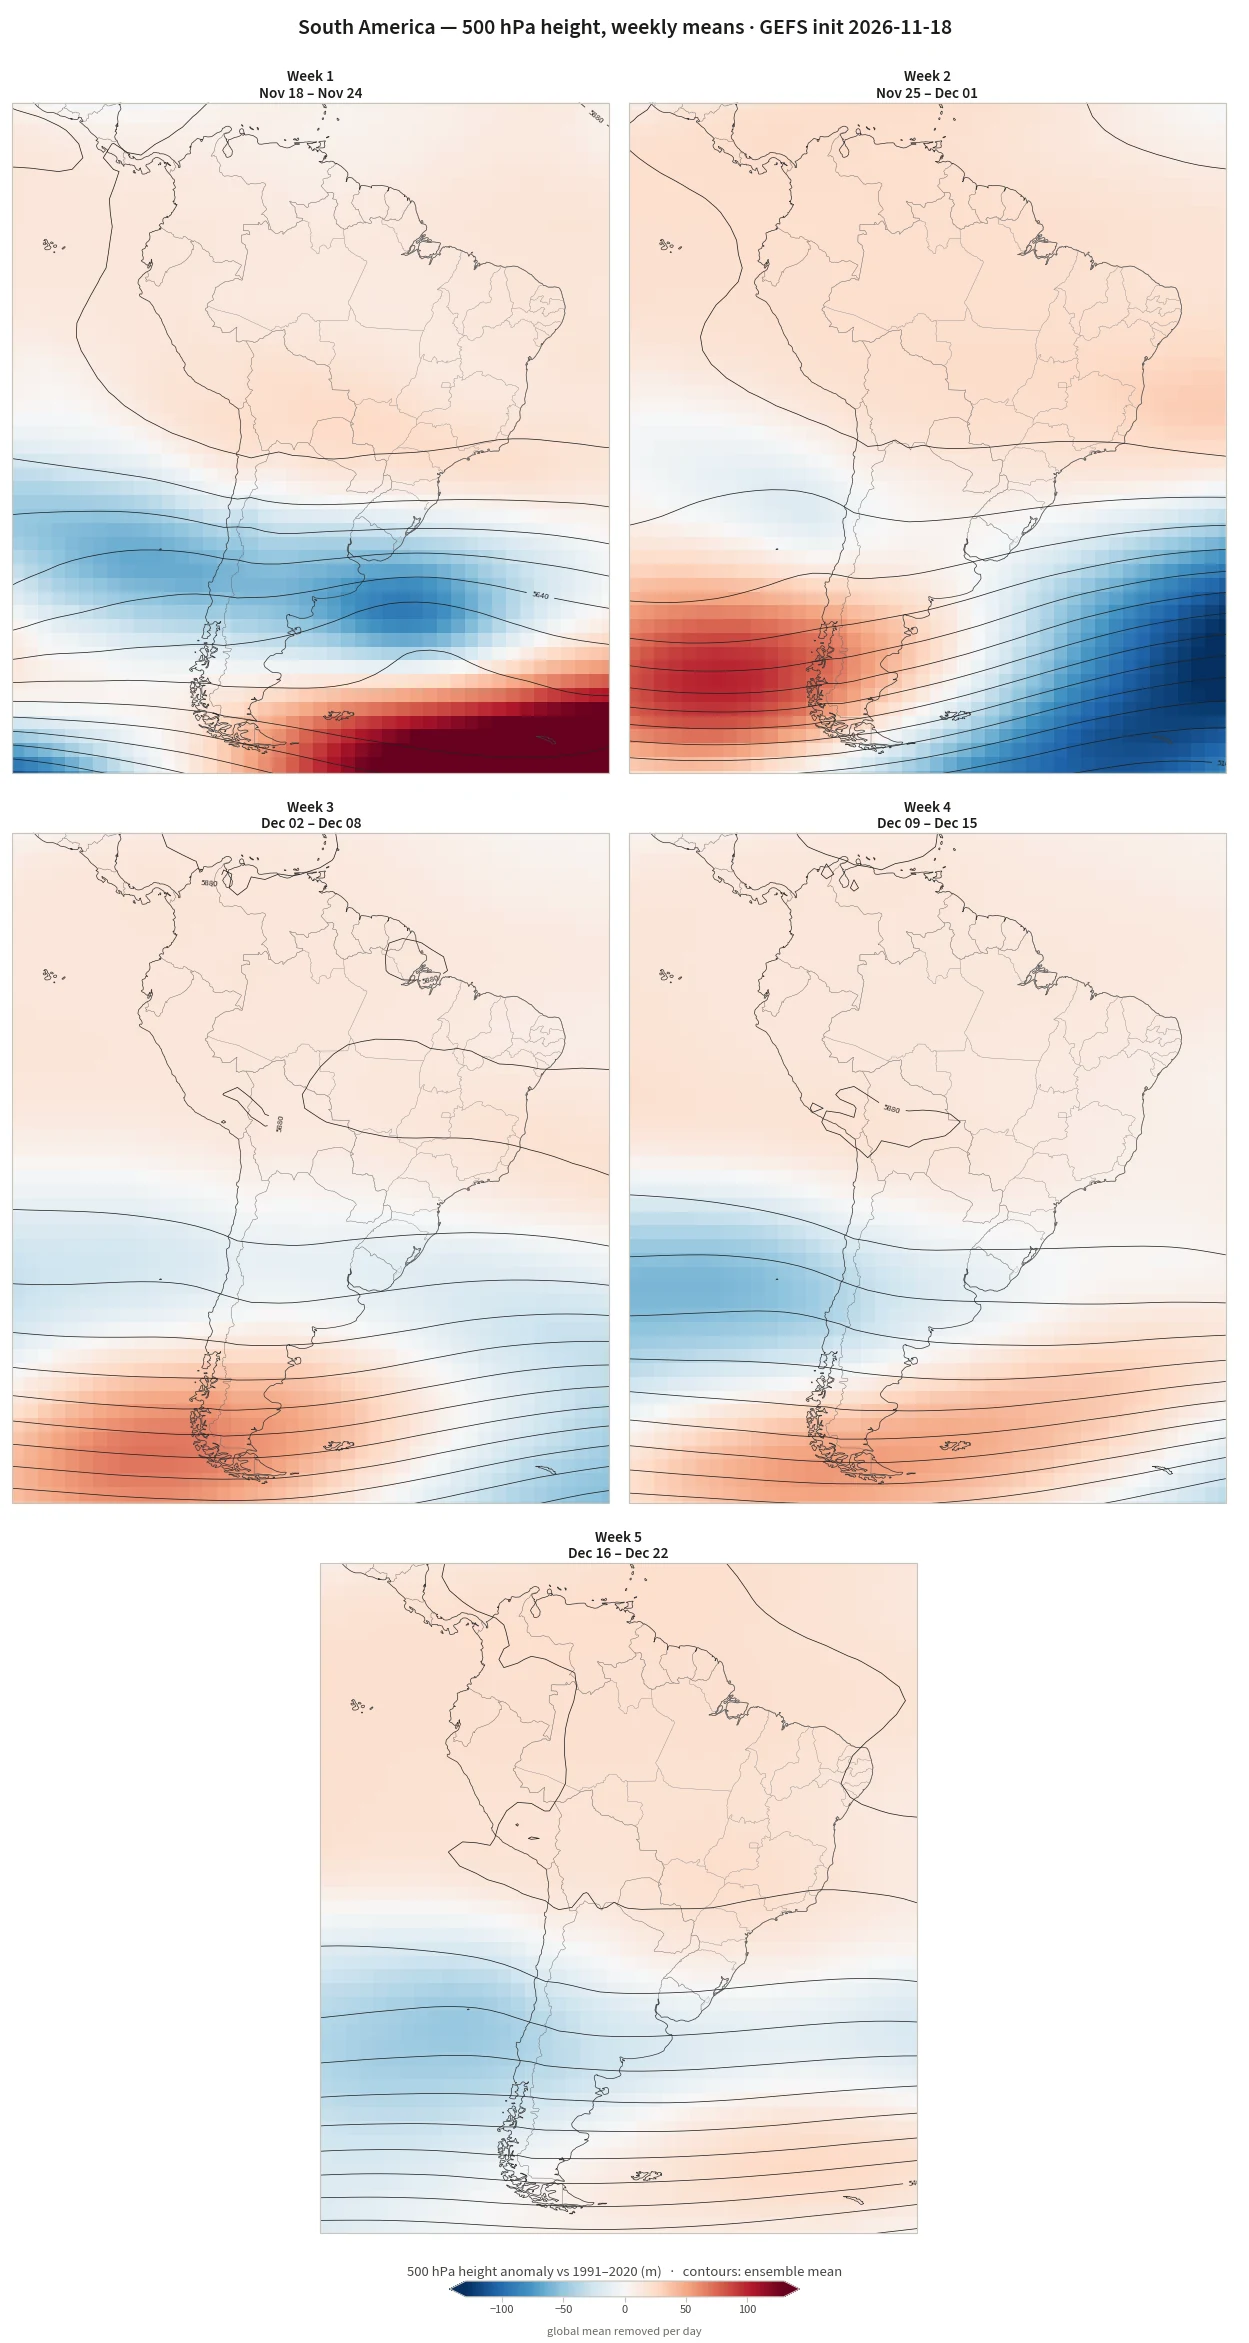 South America — 500 hPa height, weekly means · GEFS init 2026-11-18
Week 1
Nov 18 – Nov 24
Week 2
Nov 25 – Dec 01
5880
5640
Week 3
Dec 02 – Dec 08
Week 4
Dec 09 – Dec 15
5880
5880
5880
5880
Week 5
Dec 16 – Dec 22
500 hPa height anomaly vs 1991–2020 (m) · contours: ensemble mean
−100 −50 0 50 100
global mean removed per day